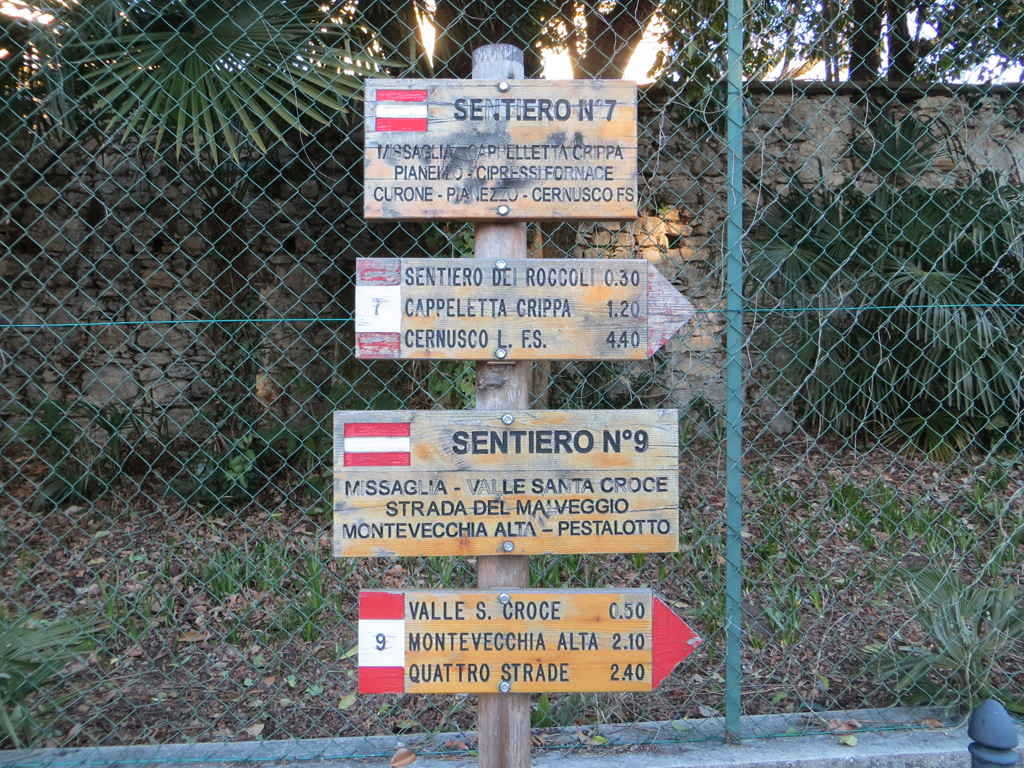 SENTIERO N°7
MISSAGLIA - CAPPELLETTA CRIPPA
PIANELLO - CIPRESSI FORNACE
CURONE - PIANEZZO - CERNUSCO FS
SENTIERO DEI ROCCOLI 0.30
7 CAPPELETTA CRIPPA 1.20
CERNUSCO L. F.S. 4.40
SENTIERO N°9
MISSAGLIA - VALLE SANTA CROCE
STRADA DEL MALVEGGIO
MONTEVECCHIA ALTA - PESTALOTTO
VALLE S. CROCE 0.50
9 MONTEVECCHIA ALTA 2.10
QUATTRO STRADE 2.40